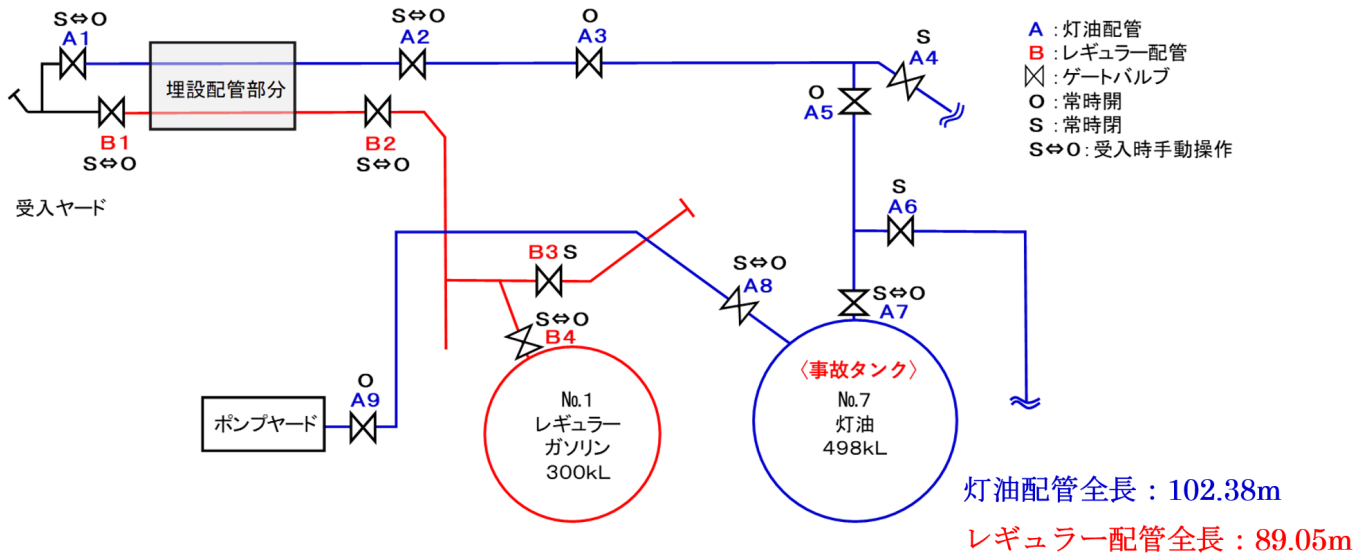 S⇔O
A1
S⇔O
A2
O
A3
S
A4
A：灯油配管
B：レギュラー配管
：ゲートバルブ
O：常時開
S：常時閉
S⇔O：受入時手動操作
埋設配管部分
B1
S⇔O
B2
S⇔O
O
A5
受入ヤード
S
A6
B3 S
S⇔O
A8
S⇔O
A7
S⇔O
B4
O
A9
ポンプヤード
№1
レギュラー
ガソリン
300kL
〈事故タンク〉
№7
灯油
498kL
灯油配管全長：102.38m
レギュラー配管全長：89.05m